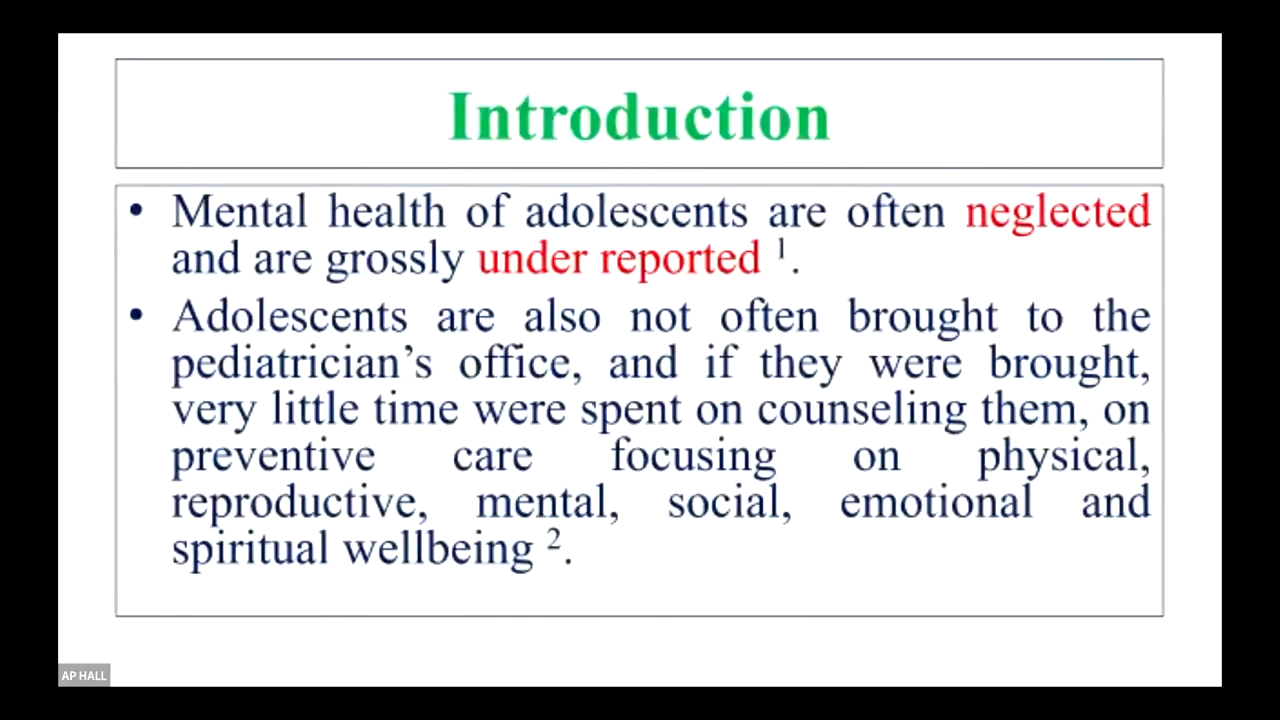 Introduction
• Mental health of adolescents are often neglected
and are grossly under reported 1.
• Adolescents are also not often brought to the
pediatrician’s office, and if they were brought,
very little time were spent on counseling them, on
preventive care focusing on physical,
reproductive, mental, social, emotional and
spiritual wellbeing 2.
AP HALL